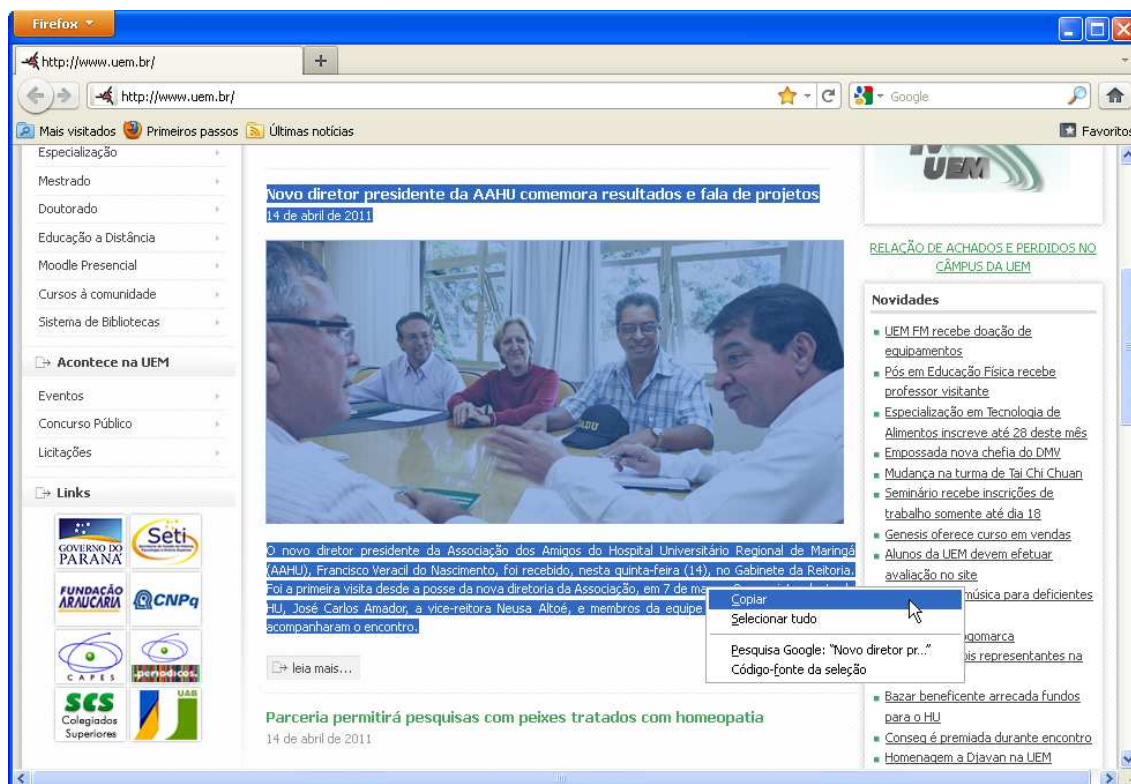 Firefox
http://www.uem.br/
http://www.uem.br/
Google
Mais visitados
Primeiros passos
Últimas notícias
Favoritos
Especialização
Mestrado
Doutorado
Educação a Distância
Moodle Presencial
Cursos à comunidade
Sistema de Bibliotecas
Acontece na UEM
Eventos
Concurso Público
Licitações
Links
GOVERNO DO
PARANÁ
Seti
FUNDAÇÃO
ARAUCÁRIA
CNPq
CAPES
.periodicos.
SCS
Colegiados
Superiores
UAB
Novo diretor presidente da AAHU comemora resultados e fala de projetos
14 de abril de 2011
O novo diretor presidente da Associação dos Amigos do Hospital Universitário Regional de Maringá
(AAHU), Francisco Veracil do Nascimento, foi recebido, nesta quinta-feira (14), no Gabinete da Reitoria.
Foi a primeira visita desde a posse da nova diretoria da Associação, em 7 de
HU, José Carlos Amador, a vice-reitora Neusa Altoé, e membros da equipe
acompanharam o encontro.
Copiar
Selecionar tudo
Pesquisa Google: "Novo diretor pr..."
Código-fonte da seleção
leia mais...
Parceria permitirá pesquisas com peixes tratados com homeopatia
14 de abril de 2011
UEM
RELAÇÃO DE ACHADOS E PERDIDOS NO
CÂMPUS DA UEM
Novidades
UEM FM recebe doação de
equipamentos
Pós em Educação Física recebe
professor visitante
Especialização em Tecnologia de
Alimentos inscreve até 28 deste mês
Empossada nova chefia do DMV
Mudança na turma de Tai Chi Chuan
Seminário recebe inscrições de
trabalho somente até dia 18
Genesis oferece curso em vendas
Alunos da UEM devem efetuar
avaliação no site
música para deficientes
ogomarca
ois representantes na
Bazar beneficente arrecada fundos
para o HU
Conseq é premiada durante encontro
Homenagem a Djavan na UEM